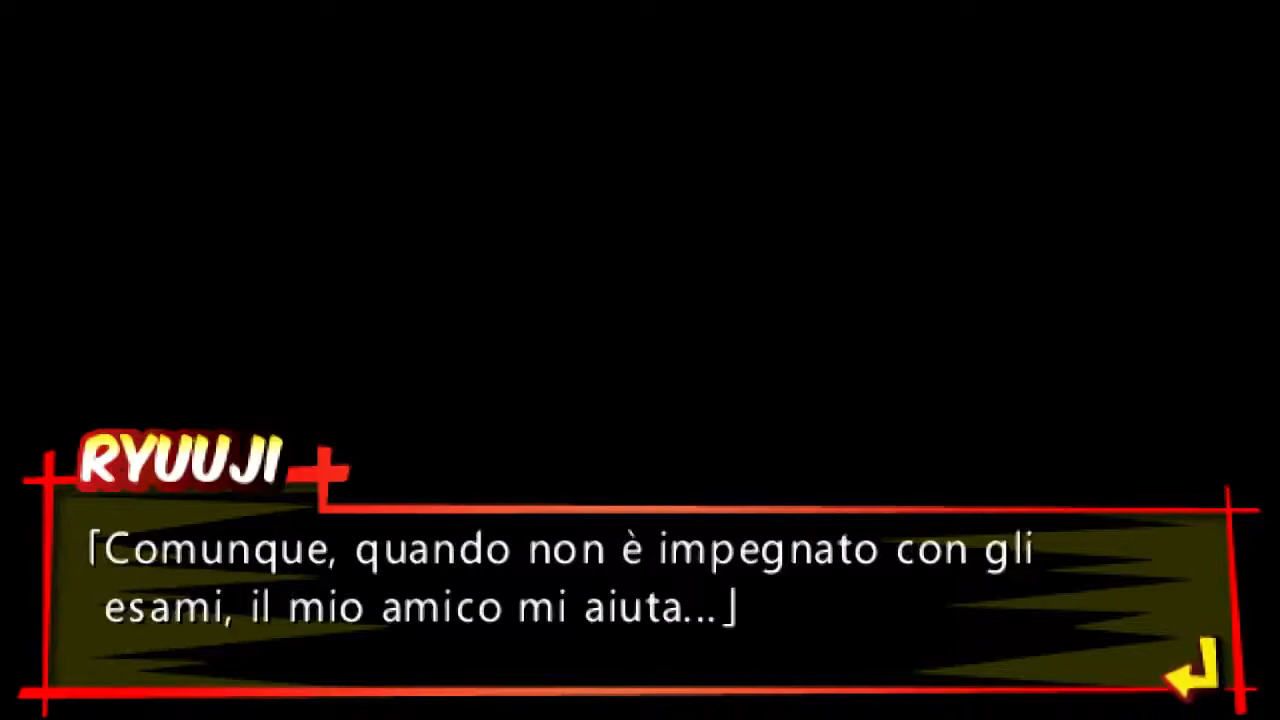 RYUUJI
「Comunque, quando non è impegnato con gli
esami, il mio amico mi aiuta...」